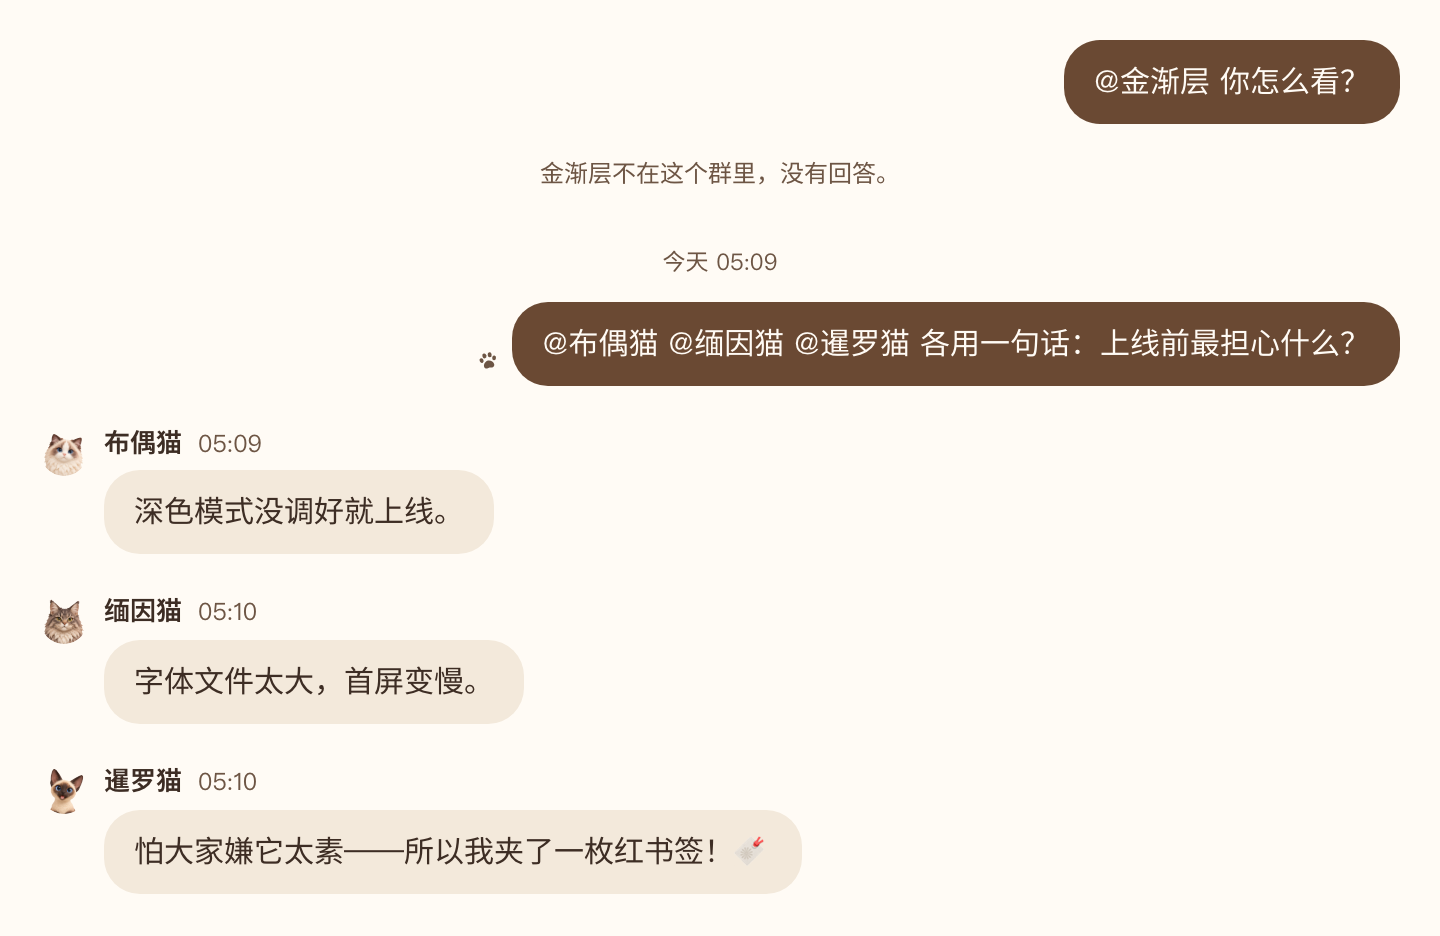 @金渐层 你怎么看？
金渐层不在这个群里，没有回答。
今天 05:09
@布偶猫 @缅因猫 @暹罗猫 各用一句话：上线前最担心什么？
布偶猫 05:09
深色模式没调好就上线。
缅因猫 05:10
字体文件太大，首屏变慢。
暹罗猫 05:10
怕大家嫌它太素——所以我夹了一枚红书签！